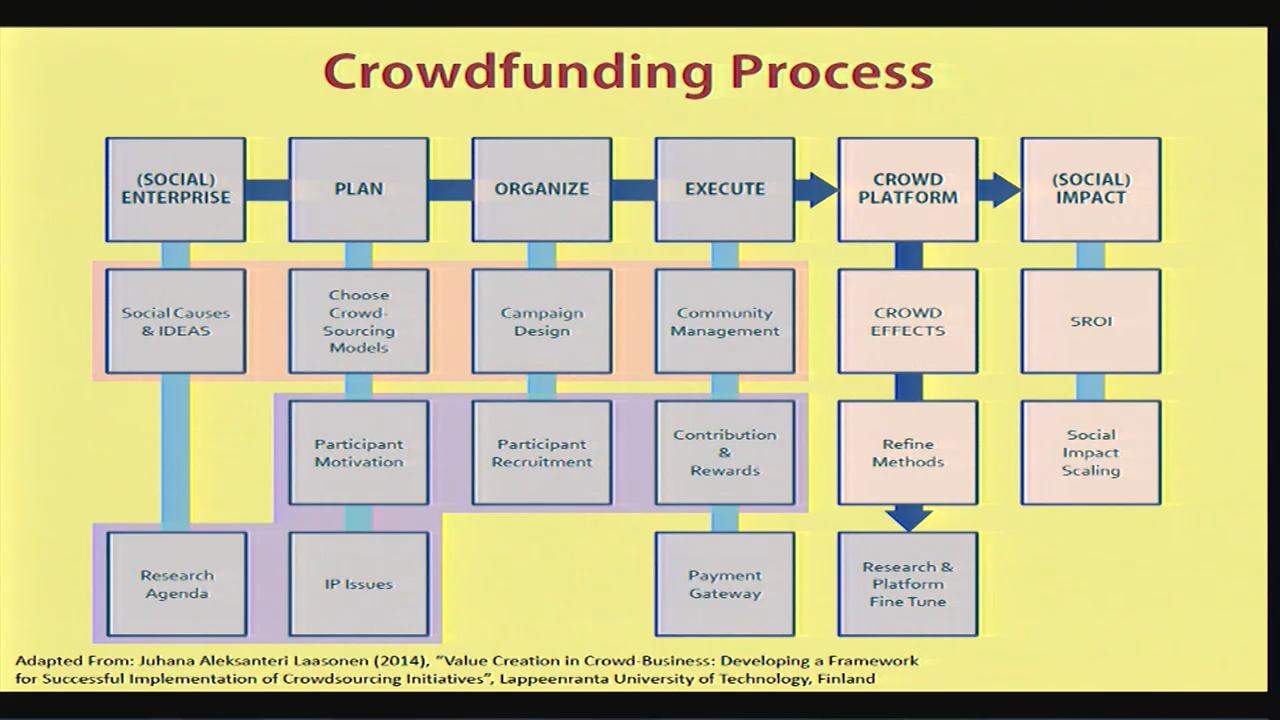 Crowdfunding Process
(SOCIAL)
ENTERPRISE
PLAN
ORGANIZE
EXECUTE
CROWD
PLATFORM
(SOCIAL)
IMPACT
Social Causes
& IDEAS
Choose
Crowd-
Sourcing
Models
Campaign
Design
Community
Management
CROWD
EFFECTS
SROI
Participant
Motivation
Participant
Recruitment
Contribution
&
Rewards
Refine
Methods
Social
Impact
Scaling
Research
Agenda
IP Issues
Payment
Gateway
Research &
Platform
Fine Tune
Adapted From: Juhana Aleksanteri Laasonen (2014), “Value Creation in Crowd-Business: Developing a Framework
for Successful Implementation of Crowdsourcing Initiatives”, Lappeenranta University of Technology, Finland